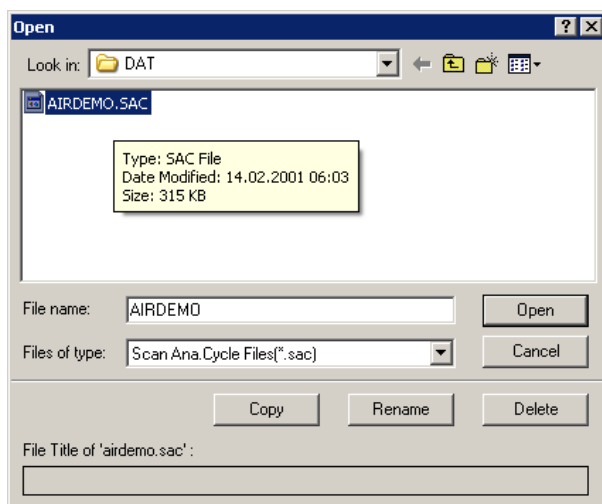 Open
Look in: DAT
AIRDEMO.SAC
Type: SAC File
Date Modified: 14.02.2001 06:03
Size: 315 KB
File name: AIRDEMO Open
Files of type: Scan Ana.Cycle Files(*.sac) Cancel
Copy Rename Delete
File Title of 'airdemo.sac' :